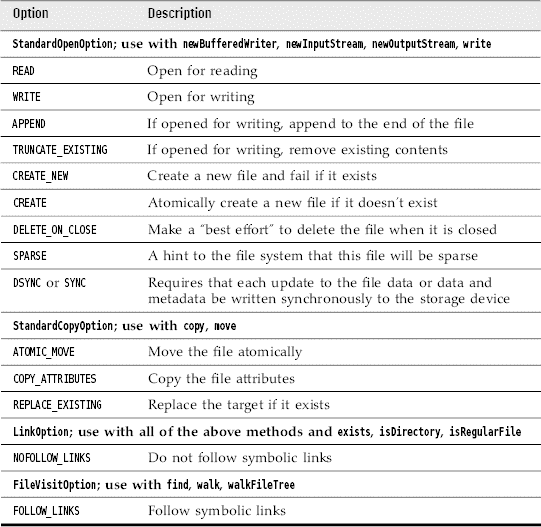 Option Description
StandardOpenOption; use with newBufferedWriter, newInputStream, newOutputStream, write
READ Open for reading
WRITE Open for writing
APPEND If opened for writing, append to the end of the file
TRUNCATE_EXISTING If opened for writing, remove existing contents
CREATE_NEW Create a new file and fail if it exists
CREATE Atomically create a new file if it doesn't exist
DELETE_ON_CLOSE Make a "best effort" to delete the file when it is closed
SPARSE A hint to the file system that this file will be sparse
DSYNC or SYNC Requires that each update to the file data or data and
metadata be written synchronously to the storage device
StandardCopyOption; use with copy, move
ATOMIC_MOVE Move the file atomically
COPY_ATTRIBUTES Copy the file attributes
REPLACE_EXISTING Replace the target if it exists
LinkOption; use with all of the above methods and exists, isDirectory, isRegularFile
NOFOLLOW_LINKS Do not follow symbolic links
FileVisitOption; use with find, walk, walkFileTree
FOLLOW_LINKS Follow symbolic links